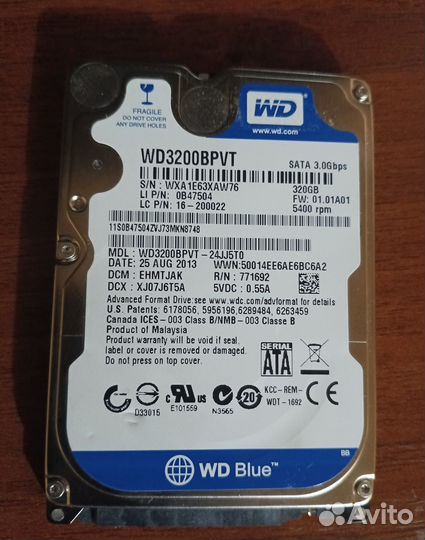 FRAGILE
DO NOT COVER
ANY DRIVE HOLES
WD
www.wd.com
WD3200BPVT
SATA 3.0Gbps
S/N : WXA1E63XAW76
320GB
LI P/N : 0B47504
FW: 01.01A01
LC P/N : 16-200022
5400 rpm
11S0B47504ZVJ73MKN8748
MDL : WD3200BPVT-24JJ5T0
DATE : 25 AUG 2013
WWN:50014EE6AE6BC6A2
DCM : EHMTJAK
R/N : 771692
DCX : XJ07J6T5A
5VDC : 0.55A
Advanced Format Drive: see www.wdc.com/advformat
U.S. Patents: 6178056, 5956196,6289484, 6263459
Canada ICES-003 Class B/NMB-003 Classe B
Product of Malaysia
Product warranty will be void if seal,
label or cover is removed or damaged.
Do not press on top cover.
SERIAL
ATA
KCC-REM-
WDT-1692
D33015
E101559
N3565
20
CE
WD Blue™
BB
Avito